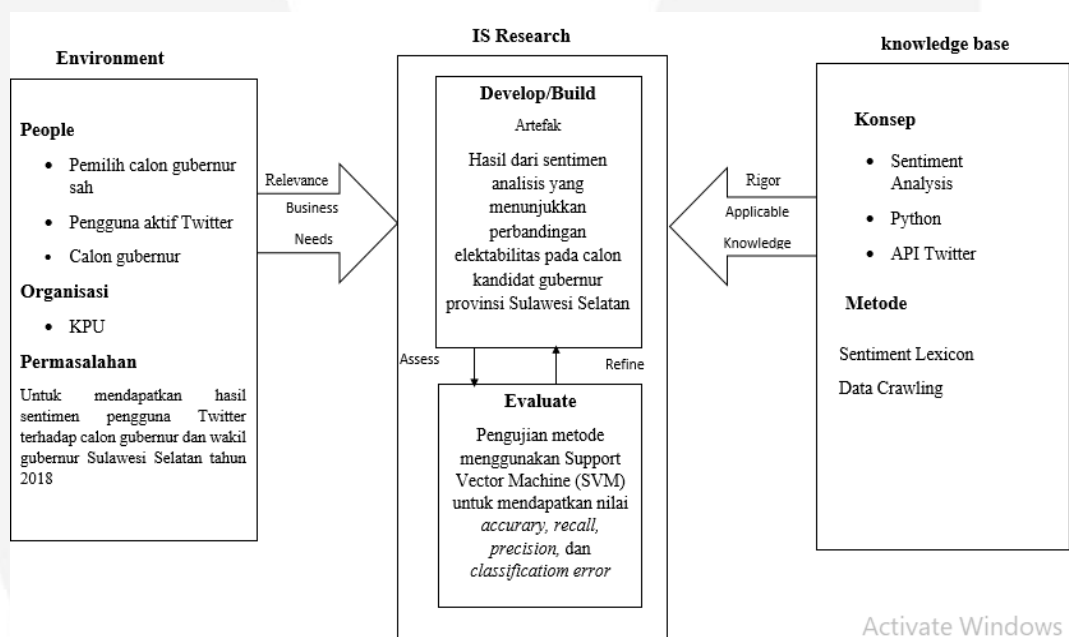 Environment
People
• Pemilih calon gubernur
sah
• Pengguna aktif Twitter
• Calon gubernur
Organisasi
• KPU
Permasalahan
Untuk mendapatkan hasil
sentimen pengguna Twitter
terhadap calon gubernur dan wakil
gubernur Sulawesi Selatan tahun
2018
Relevance
Business
Needs
IS Research
Develop/Build
Artefak
Hasil dari sentimen
analisis yang
menunjukkan
perbandingan
elektabilitas pada calon
kandidat gubernur
provinsi Sulawesi Selatan
Assess
Refine
Evaluate
Pengujian metode
menggunakan Support
Vector Machine (SVM)
untuk mendapatkan nilai
accurary, recall,
precision, dan
classificatiom error
Rigor
Applicable
Knowledge
knowledge base
Konsep
• Sentiment
Analysis
• Python
• API Twitter
Metode
Sentiment Lexicon
Data Crawling
Activate Windows